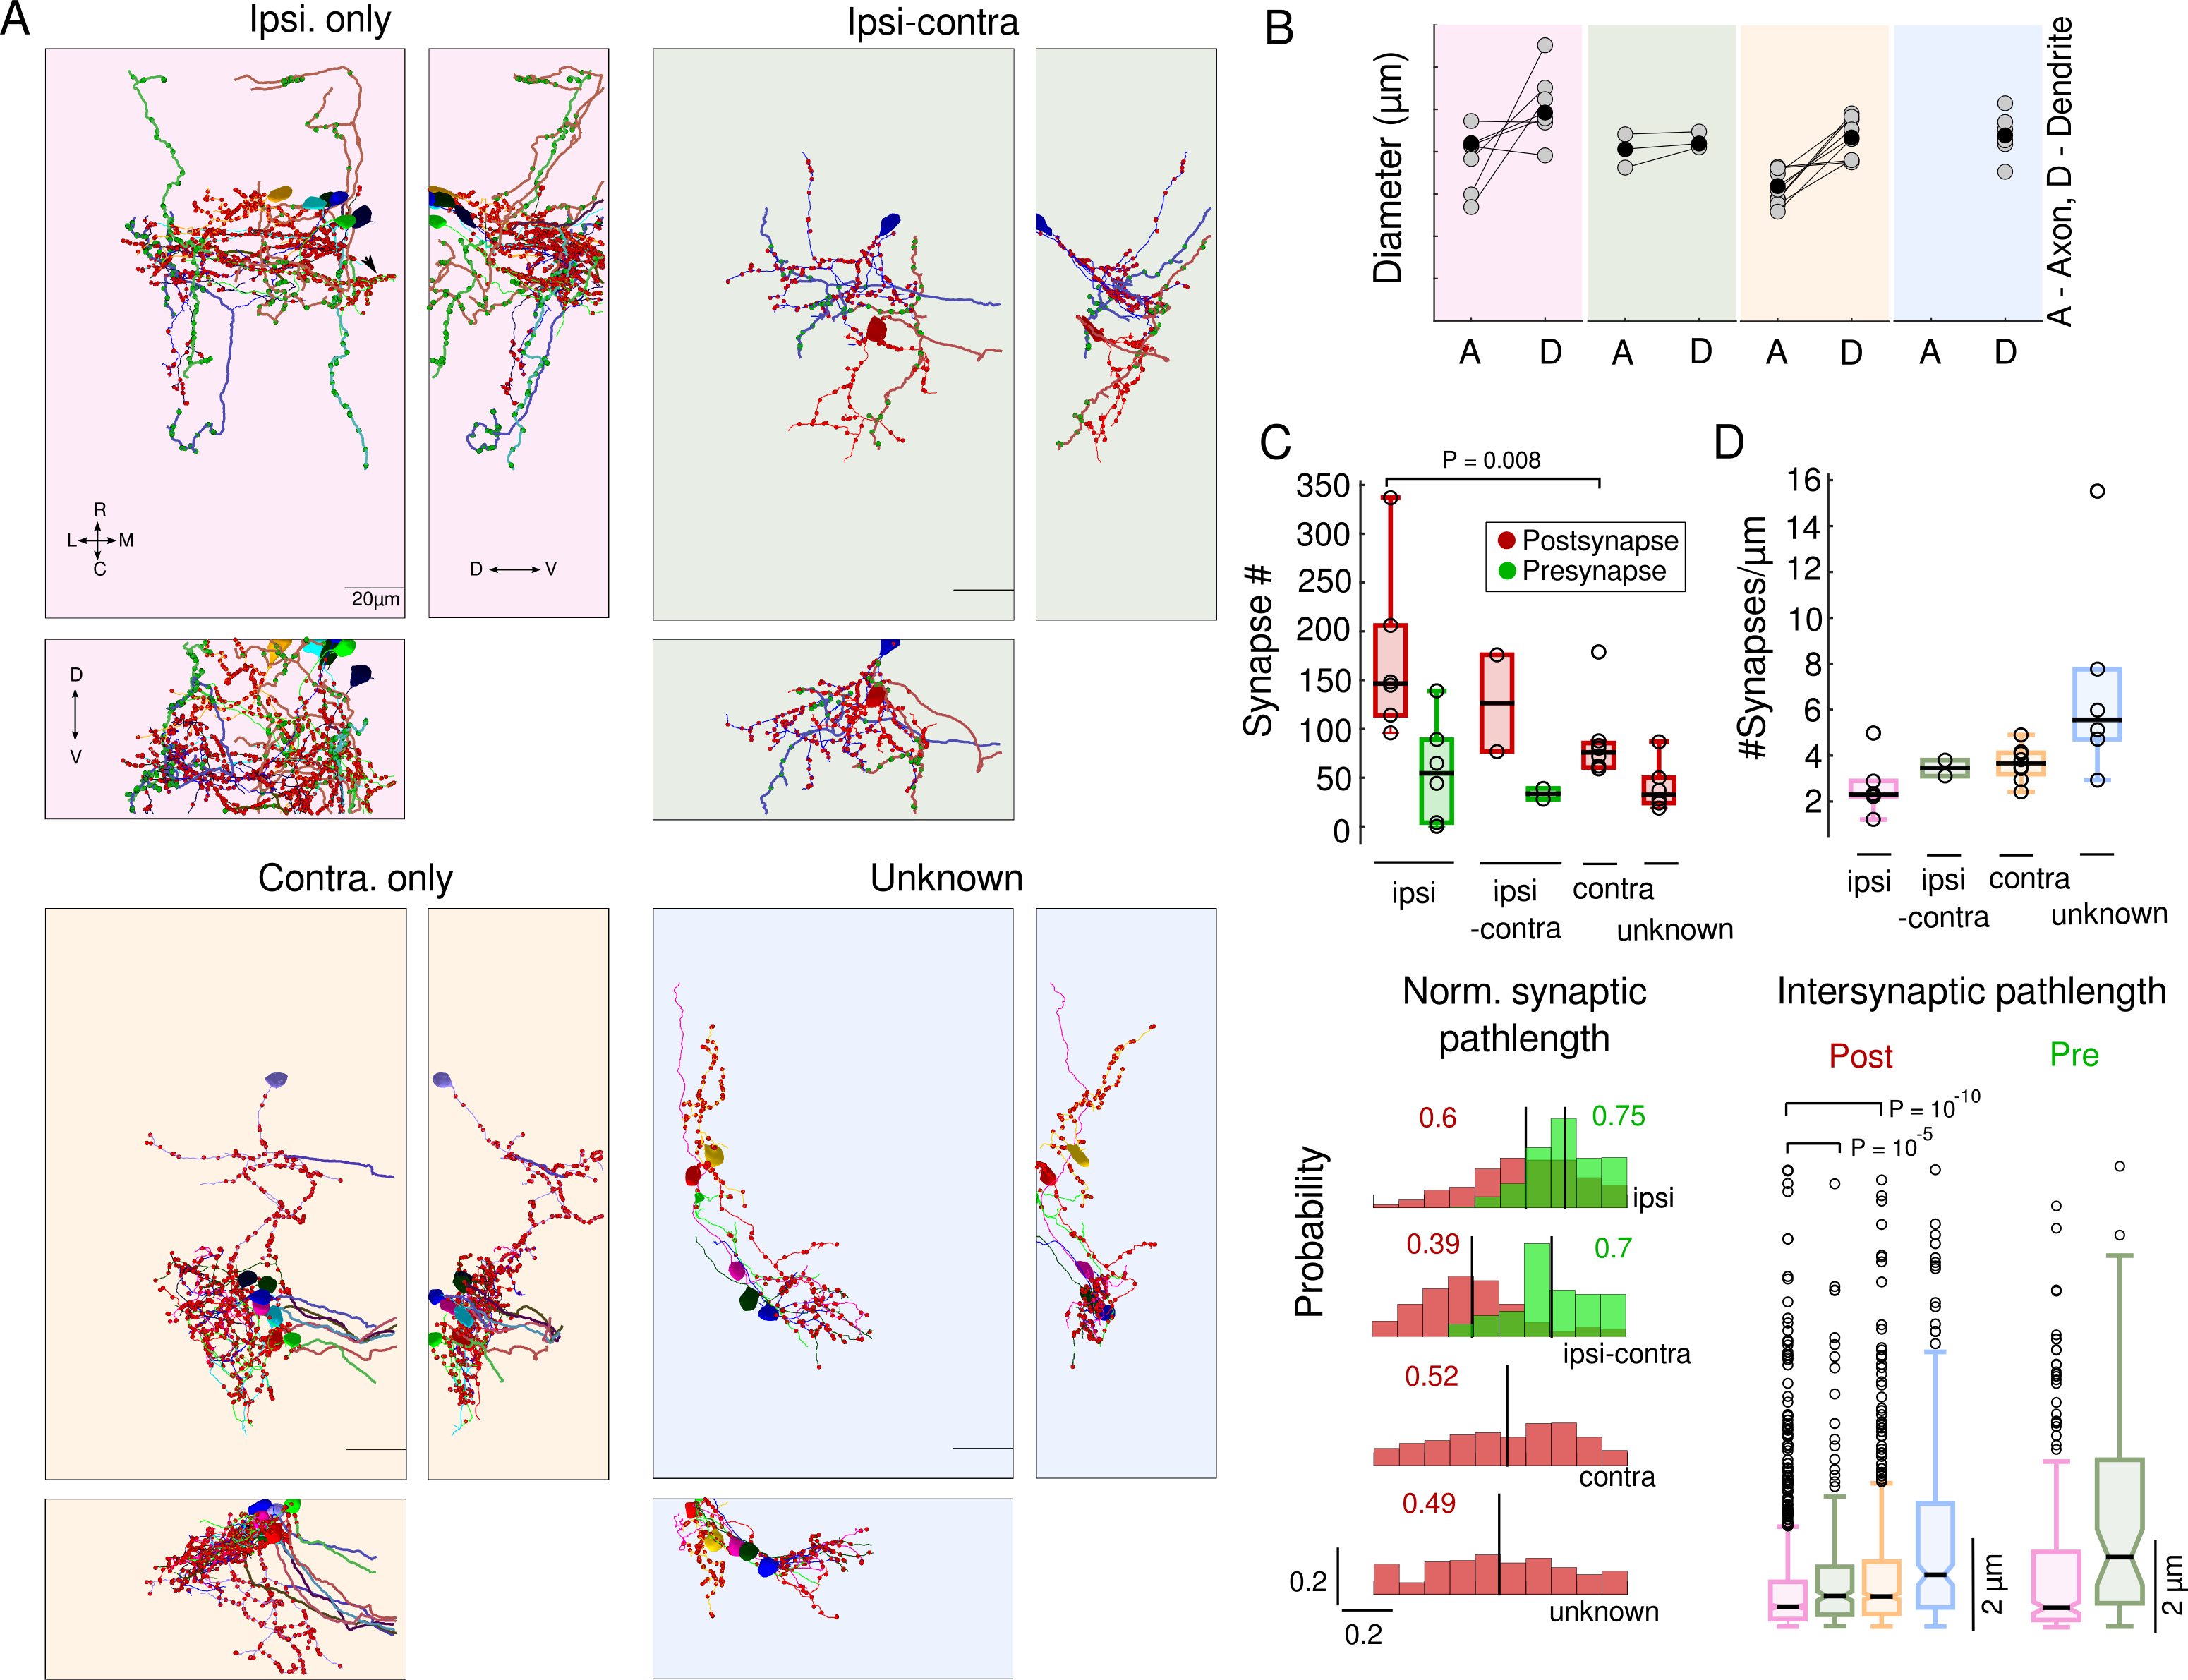 A
Ipsi. only
R
L M
C
20µm
D V
D
V
Ipsi-contra
Contra. only
Unknown
B
Diameter (µm)
A D A D A D A D
A - Axon, D - Dendrite
C
P = 0.008
Synapse #
350
300
250
200
150
100
50
0
Postsynapse
Presynapse
ipsi
ipsi
-contra
contra
unknown
D
#Synapses/µm
16
14
12
10
8
6
4
2
ipsi
ipsi
-contra
contra
unknown
Norm. synaptic
pathlength
Probability
0.6 0.75
ipsi
0.39 0.7
ipsi-contra
0.52
contra
0.49
unknown
0.2
0.2
Intersynaptic pathlength
Post Pre
P = 10-10
P = 10-5
2 µm
2 µm